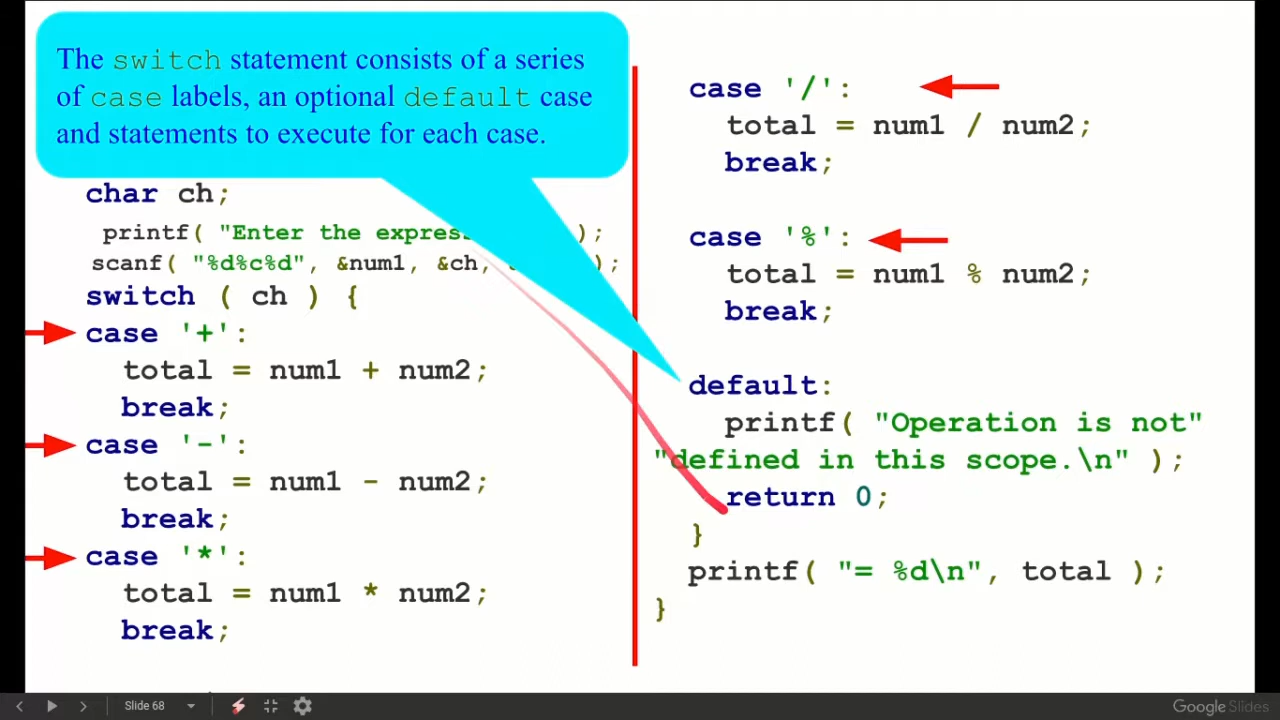 The switch statement consists of a series
of case labels, an optional default case
and statements to execute for each case.
char ch;
printf( "Enter the express );
scanf( "%d%c%d", &num1, &ch, );
switch ( ch ) {
case '+':
total = num1 + num2;
break;
case '-':
total = num1 - num2;
break;
case '*':
total = num1 * num2;
break;
case '/':
total = num1 / num2;
break;
case '%':
total = num1 % num2;
break;
default:
printf( "Operation is not"
"defined in this scope.\n" );
return 0;
}
printf( "= %d\n", total );
}
Slide 68
Google Slides